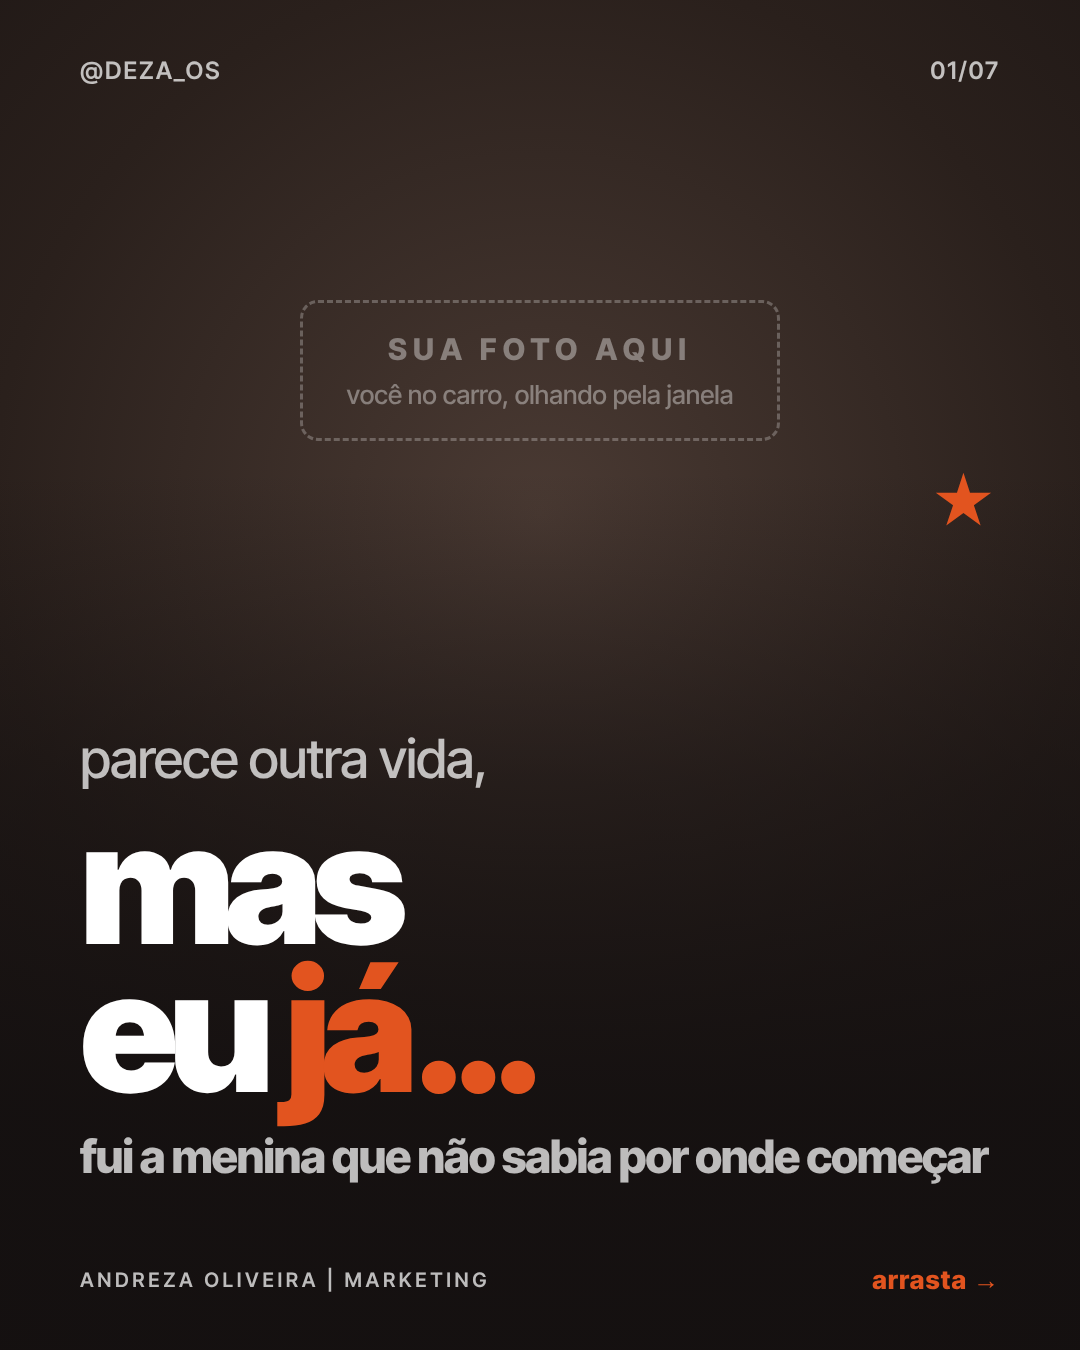 @DEZA_OS
01/07
SUA FOTO AQUI
você no carro, olhando pela janela
parece outra vida,
mas
eu já...
fui a menina que não sabia por onde começar
ANDREZA OLIVEIRA | MARKETING
arrasta →